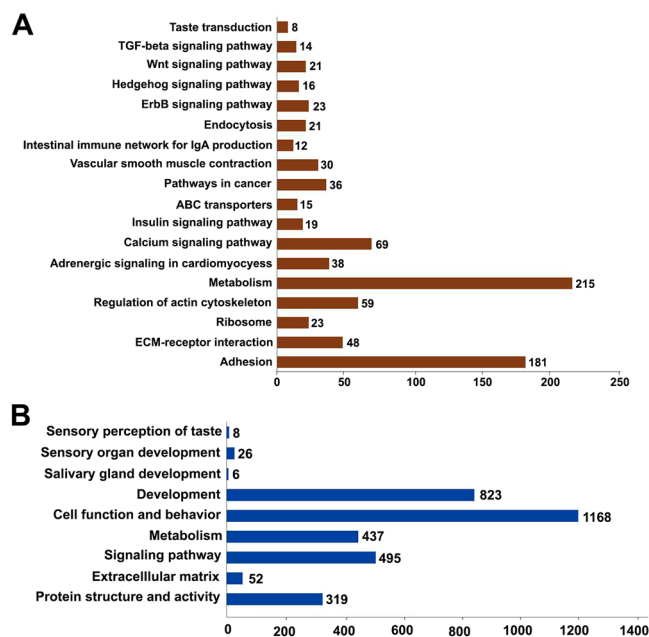 A
Taste transduction 8
TGF-beta signaling pathway 14
Wnt signaling pathway 21
Hedgehog signaling pathway 16
ErbB signaling pathway 23
Endocytosis 21
Intestinal immune network for IgA production 12
Vascular smooth muscle contraction 30
Pathways in cancer 36
ABC transporters 15
Insulin signaling pathway 19
Calcium signaling pathway 69
Adrenergic signaling in cardiomyocyess 38
Metabolism 215
Regulation of actin cytoskeleton 59
Ribosome 23
ECM-receptor interaction 48
Adhesion 181
0 50 100 150 200 250
B
Sensory perception of taste 8
Sensory organ development 26
Salivary gland development 6
Development 823
Cell function and behavior 1168
Metabolism 437
Signaling pathway 495
Extracelllular matrix 52
Protein structure and activity 319
0 200 400 600 800 1000 1200 1400